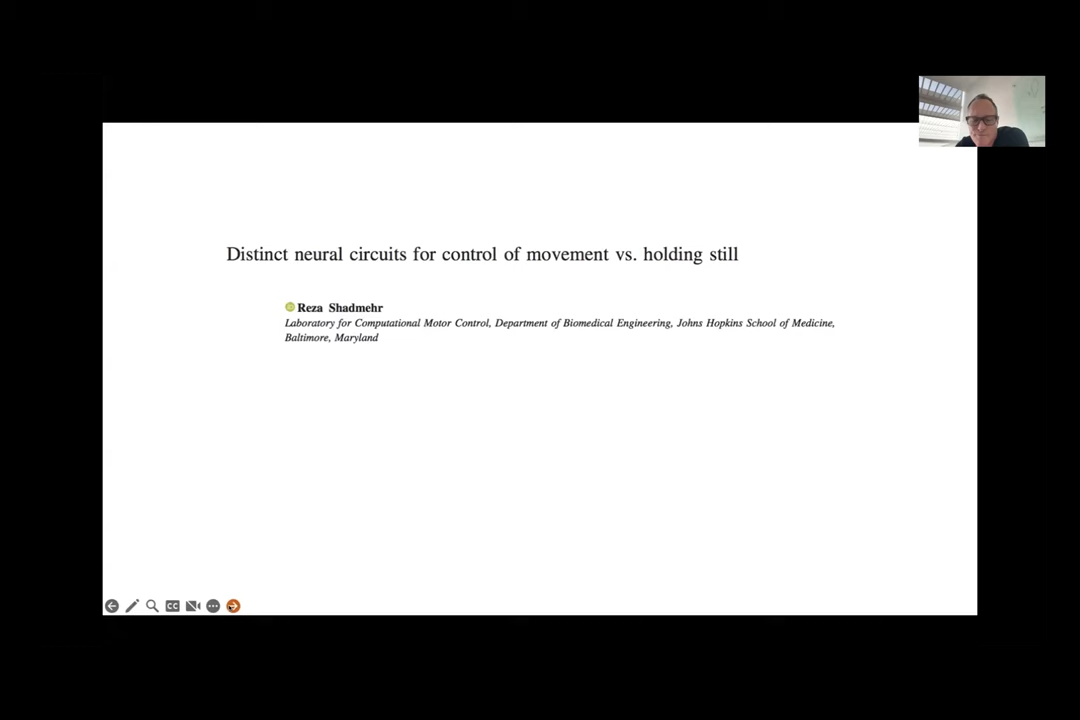 Distinct neural circuits for control of movement vs. holding still
Reza Shadmehr
Laboratory for Computational Motor Control, Department of Biomedical Engineering, Johns Hopkins School of Medicine,
Baltimore, Maryland
CC